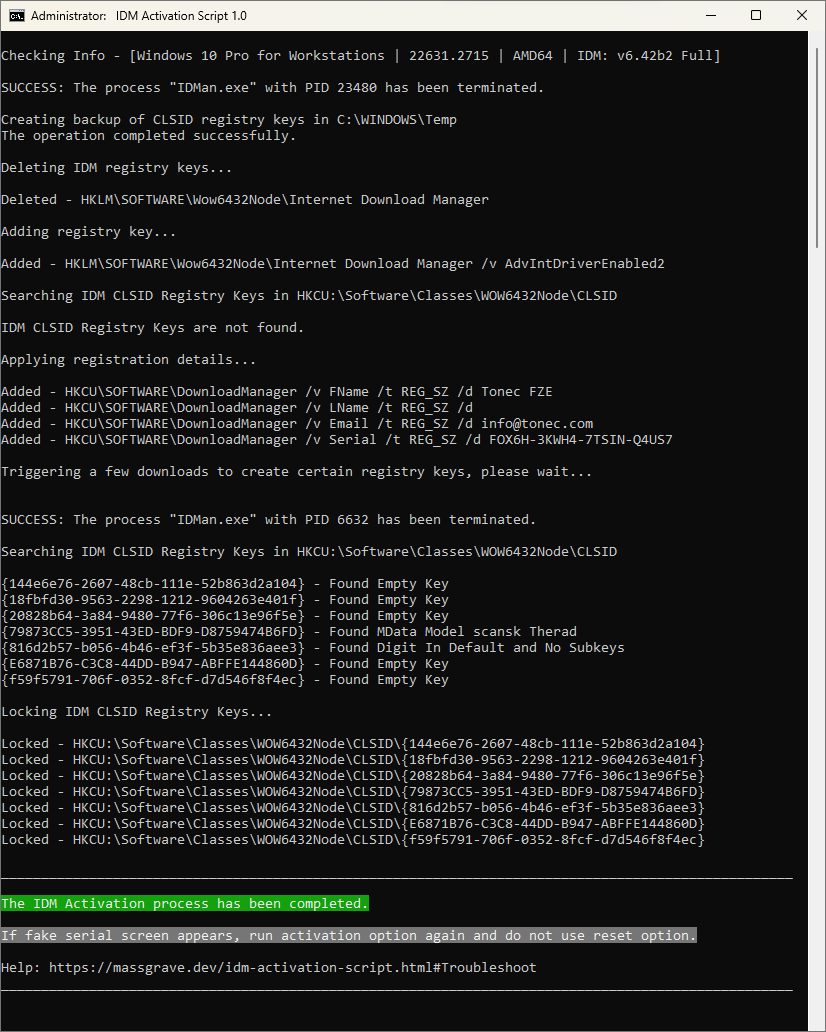 Administrator: IDM Activation Script 1.0
Checking Info - [Windows 10 Pro for Workstations | 22631.2715 | AMD64 | IDM: v6.42b2 Full]
SUCCESS: The process "IDMan.exe" with PID 23480 has been terminated.
Creating backup of CLSID registry keys in C:\WINDOWS\Temp
The operation completed successfully.
Deleting IDM registry keys...
Deleted - HKLM\SOFTWARE\Wow6432Node\Internet Download Manager
Adding registry key...
Added - HKLM\SOFTWARE\Wow6432Node\Internet Download Manager /v AdvIntDriverEnabled2
Searching IDM CLSID Registry Keys in HKCU:\Software\Classes\WOW6432Node\CLSID
IDM CLSID Registry Keys are not found.
Applying registration details...
Added - HKCU\SOFTWARE\DownloadManager /v FName /t REG_SZ /d Tonec FZE
Added - HKCU\SOFTWARE\DownloadManager /v LName /t REG_SZ /d
Added - HKCU\SOFTWARE\DownloadManager /v Email /t REG_SZ /d info@tonec.com
Added - HKCU\SOFTWARE\DownloadManager /v Serial /t REG_SZ /d FOX6H-3KWH4-7TSIN-Q4US7
Triggering a few downloads to create certain registry keys, please wait...
SUCCESS: The process "IDMan.exe" with PID 6632 has been terminated.
Searching IDM CLSID Registry Keys in HKCU:\Software\Classes\WOW6432Node\CLSID
{144e6e76-2607-48cb-111e-52b863d2a104} - Found Empty Key
{18fbfd30-9563-2298-1212-9604263e401f} - Found Empty Key
{20828b64-3a84-9480-77f6-306c13e96f5e} - Found Empty Key
{79873CC5-3951-43ED-BDF9-D8759474B6FD} - Found MData Model scansk Therad
{816d2b57-b056-4b46-ef3f-5b35e836aee3} - Found Digit In Default and No Subkeys
{E6871B76-C3C8-44DD-B947-ABFFE144860D} - Found Empty Key
{f59f5791-706f-0352-8fcf-d7d546f8f4ec} - Found Empty Key
Locking IDM CLSID Registry Keys...
Locked - HKCU:\Software\Classes\WOW6432Node\CLSID\{144e6e76-2607-48cb-111e-52b863d2a104}
Locked - HKCU:\Software\Classes\WOW6432Node\CLSID\{18fbfd30-9563-2298-1212-9604263e401f}
Locked - HKCU:\Software\Classes\WOW6432Node\CLSID\{20828b64-3a84-9480-77f6-306c13e96f5e}
Locked - HKCU:\Software\Classes\WOW6432Node\CLSID\{79873CC5-3951-43ED-BDF9-D8759474B6FD}
Locked - HKCU:\Software\Classes\WOW6432Node\CLSID\{816d2b57-b056-4b46-ef3f-5b35e836aee3}
Locked - HKCU:\Software\Classes\WOW6432Node\CLSID\{E6871B76-C3C8-44DD-B947-ABFFE144860D}
Locked - HKCU:\Software\Classes\WOW6432Node\CLSID\{f59f5791-706f-0352-8fcf-d7d546f8f4ec}
The IDM Activation process has been completed.
If fake serial screen appears, run activation option again and do not use reset option.
Help: https://massgrave.dev/idm-activation-script.html#Troubleshoot